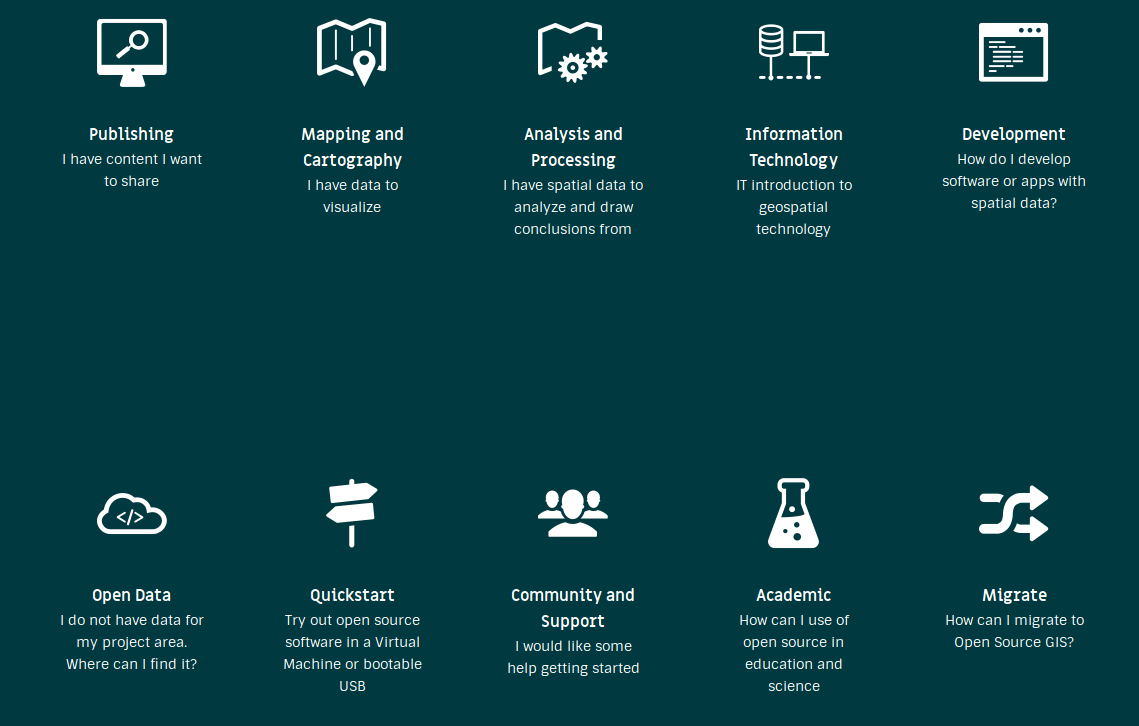 Publishing
I have content I want
to share
Mapping and
Cartography
I have data to
visualize
Analysis and
Processing
I have spatial data to
analyze and draw
conclusions from
Information
Technology
IT introduction to
geospatial
technology
Development
How do I develop
software or apps with
spatial data?
</>
Open Data
I do not have data for
my project area.
Where can I find it?
Quickstart
Try out open source
software in a Virtual
Machine or bootable
USB
Community and
Support
I would like some
help getting started
Academic
How can I use of
open source in
education and
science
Migrate
How can I migrate to
Open Source GIS?